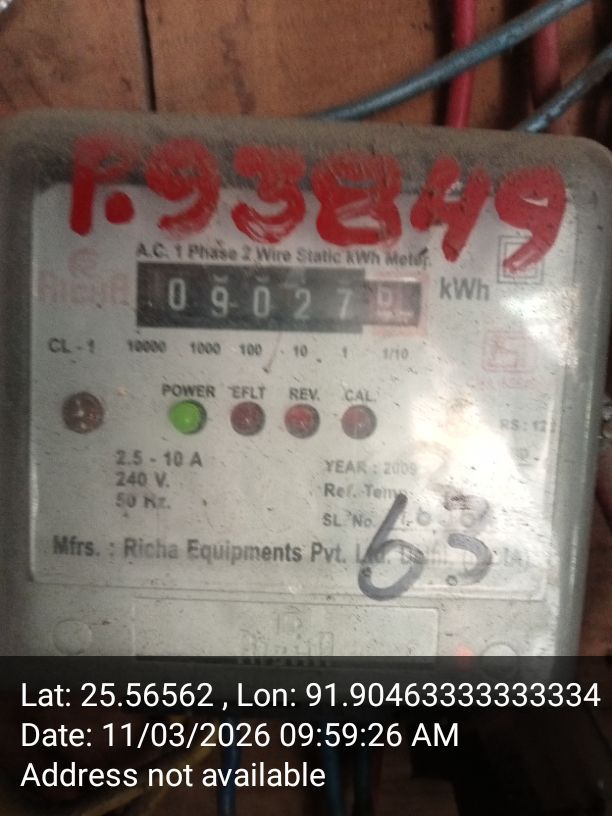 P.93849
A.C. 1 Phase 2 Wire Static kWh Meter.
RICHA
09027
kWh
CL - 1 10000 1000 100 10 1 1/10
POWER EFLT REV. CAL.
2.5 - 10 A
240 V.
50 Hz.
YEAR : 2009
Ref. Temp
SL. No.
63
Mfrs. : Richa Equipments Pvt. Ltd.
Lat: 25.56562 , Lon: 91.90463333333334
Date: 11/03/2026 09:59:26 AM
Address not available